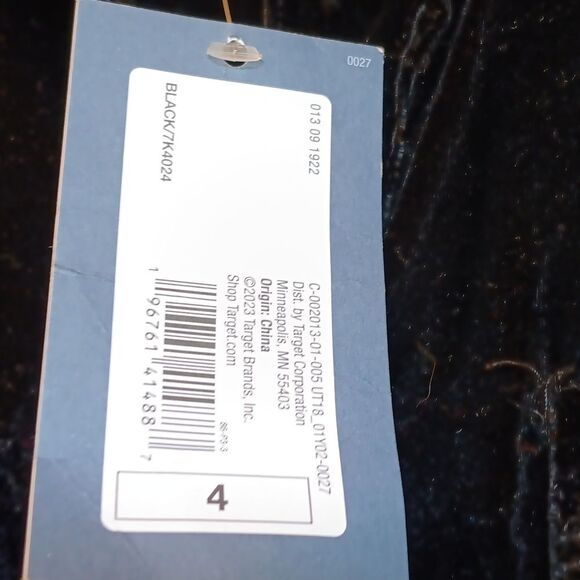 0027
013 09 1922
BLACK/7K4024
C-002013-01-005 UT18_01Y02-0027
Dist. by Target Corporation
Minneapolis, MN 55403
Origin: China
©2023 Target Brands, Inc.
Shop Target.com
1 96761 41488 7
4